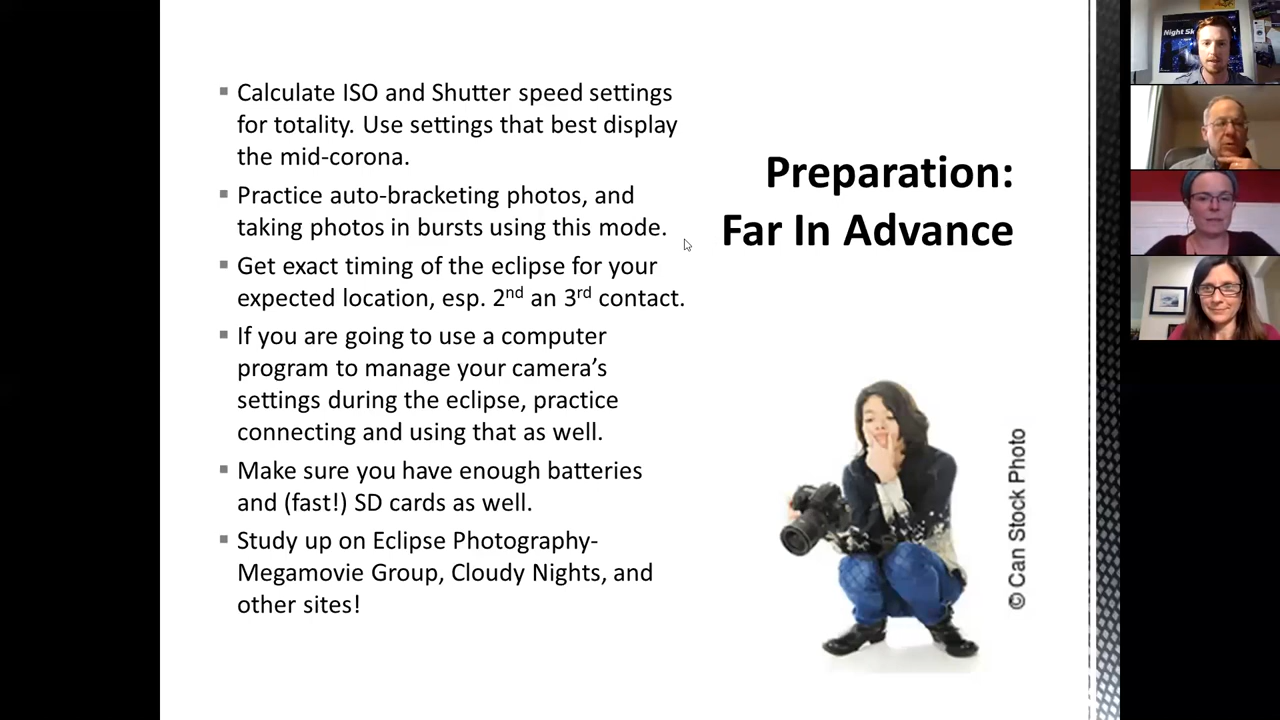 Calculate ISO and Shutter speed settings
for totality. Use settings that best display
the mid-corona.
Practice auto-bracketing photos, and
taking photos in bursts using this mode.
Get exact timing of the eclipse for your
expected location, esp. 2nd an 3rd contact.
If you are going to use a computer
program to manage your camera's
settings during the eclipse, practice
connecting and using that as well.
Make sure you have enough batteries
and (fast!) SD cards as well.
Study up on Eclipse Photography-
Megamovie Group, Cloudy Nights, and
other sites!
Preparation:
Far In Advance
© Can Stock Photo
Night Sk